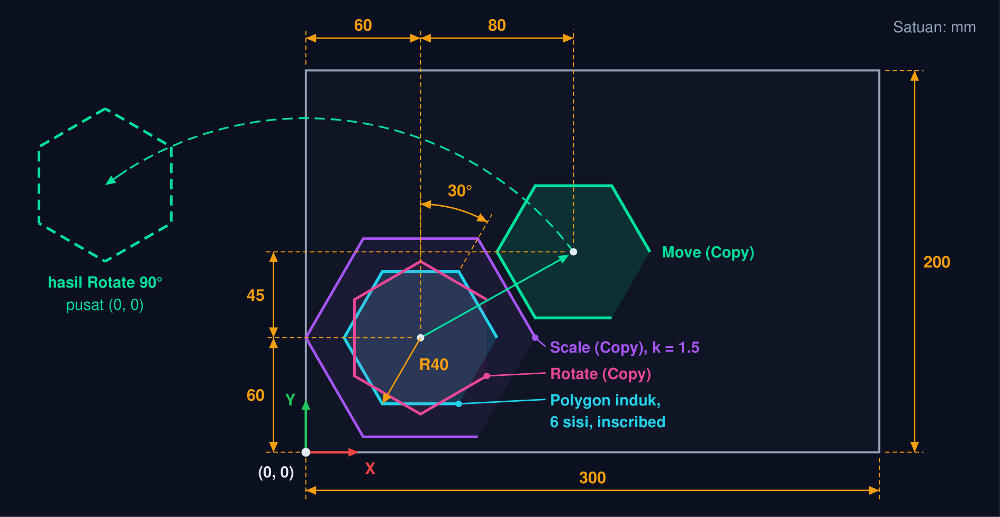 60
80
Satuan: mm
30°
Move (Copy)
200
hasil Rotate 90°
pusat (0, 0)
45
Scale (Copy), k = 1.5
R40
Rotate (Copy)
60
Y
Polygon induk,
6 sisi, inscribed
(0, 0)
X
300